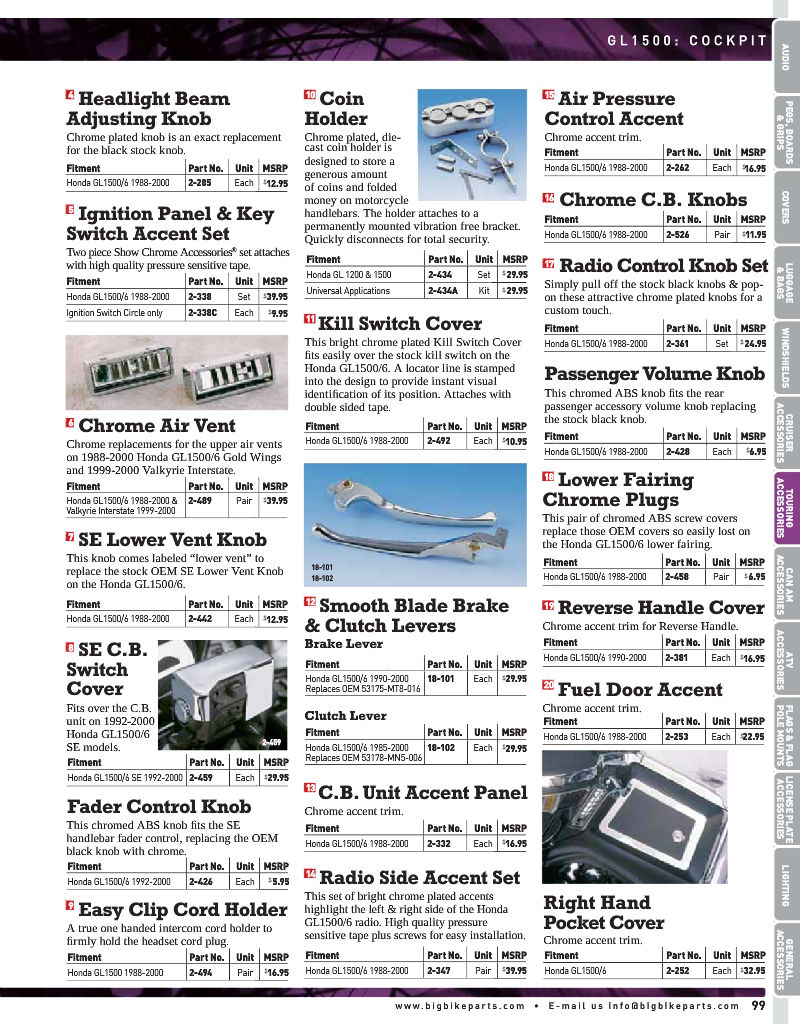 GL1500: COCKPIT
4 Headlight Beam
Adjusting Knob
Chrome plated knob is an exact replacement
for the black stock knob.
Fitment Part No. Unit MSRP
Honda GL1500/6 1988-2000 2-285 Each $12.95
5 Ignition Panel & Key
Switch Accent Set
Two piece Show Chrome Accessories® set attaches
with high quality pressure sensitive tape.
Fitment Part No. Unit MSRP
Honda GL1500/6 1988-2000 2-338 Set $39.95
Ignition Switch Circle only 2-338C Each $9.95
6 Chrome Air Vent
Chrome replacements for the upper air vents
on 1988-2000 Honda GL1500/6 Gold Wings
and 1999-2000 Valkyrie Interstate.
Fitment Part No. Unit MSRP
Honda GL1500/6 1988-2000 & 2-489 Pair $39.95
Valkyrie Interstate 1999-2000
7 SE Lower Vent Knob
This knob comes labeled “lower vent” to
replace the stock OEM SE Lower Vent Knob
on the Honda GL1500/6.
Fitment Part No. Unit MSRP
Honda GL1500/6 1988-2000 2-442 Each $12.95
8 SE C.B.
Switch
Cover
Fits over the C.B.
unit on 1992-2000
Honda GL1500/6
SE models.
2-459
Fitment Part No. Unit MSRP
Honda GL1500/6 SE 1992-2000 2-459 Each $29.95
Fader Control Knob
This chromed ABS knob fits the SE
handlebar fader control, replacing the OEM
black knob with chrome.
Fitment Part No. Unit MSRP
Honda GL1500/6 1992-2000 2-426 Each $5.95
9 Easy Clip Cord Holder
A true one handed intercom cord holder to
firmly hold the headset cord plug.
Fitment Part No. Unit MSRP
Honda GL1500 1988-2000 2-494 Pair $16.95
10 Coin
Holder
Chrome plated, die-
cast coin holder is
designed to store a
generous amount
of coins and folded
money on motorcycle
handlebars. The holder attaches to a
permanently mounted vibration free bracket.
Quickly disconnects for total security.
Fitment Part No. Unit MSRP
Honda GL 1200 & 1500 2-434 Set $29.95
Universal Applications 2-434A Kit $29.95
11 Kill Switch Cover
This bright chrome plated Kill Switch Cover
fits easily over the stock kill switch on the
Honda GL1500/6. A locator line is stamped
into the design to provide instant visual
identification of its position. Attaches with
double sided tape.
Fitment Part No. Unit MSRP
Honda GL1500/6 1988-2000 2-492 Each $10.95
18-101
18-102
12 Smooth Blade Brake
& Clutch Levers
Brake Lever
Fitment Part No. Unit MSRP
Honda GL1500/6 1990-2000 18-101 Each $29.95
Replaces OEM 53175-MT8-016
Clutch Lever
Fitment Part No. Unit MSRP
Honda GL1500/6 1985-2000 18-102 Each $29.95
Replaces OEM 53178-MN5-006
13 C.B. Unit Accent Panel
Chrome accent trim.
Fitment Part No. Unit MSRP
Honda GL1500/6 1988-2000 2-332 Each $16.95
14 Radio Side Accent Set
This set of bright chrome plated accents
highlight the left & right side of the Honda
GL1500/6 radio. High quality pressure
sensitive tape plus screws for easy installation.
Fitment Part No. Unit MSRP
Honda GL1500/6 1988-2000 2-347 Pair $39.95
15 Air Pressure
Control Accent
Chrome accent trim.
Fitment Part No. Unit MSRP
Honda GL1500/6 1988-2000 2-262 Each $16.95
16 Chrome C.B. Knobs
Fitment Part No. Unit MSRP
Honda GL1500/6 1988-2000 2-526 Pair $11.95
17 Radio Control Knob Set
Simply pull off the stock black knobs & pop-
on these attractive chrome plated knobs for a
custom touch.
Fitment Part No. Unit MSRP
Honda GL1500/6 1988-2000 2-361 Set $24.95
Passenger Volume Knob
This chromed ABS knob fits the rear
passenger accessory volume knob replacing
the stock black knob.
Fitment Part No. Unit MSRP
Honda GL1500/6 1988-2000 2-428 Each $6.95
18 Lower Fairing
Chrome Plugs
This pair of chromed ABS screw covers
replace those OEM covers so easily lost on
the Honda GL1500/6 lower fairing.
Fitment Part No. Unit MSRP
Honda GL1500/6 1988-2000 2-458 Pair $6.95
19 Reverse Handle Cover
Chrome accent trim for Reverse Handle.
Fitment Part No. Unit MSRP
Honda GL1500/6 1990-2000 2-381 Each $16.95
20 Fuel Door Accent
Chrome accent trim.
Fitment Part No. Unit MSRP
Honda GL1500/6 1988-2000 2-253 Each $22.95
Right Hand
Pocket Cover
Chrome accent trim.
Fitment Part No. Unit MSRP
Honda GL1500/6 2-252 Each $32.95
AUDIO
PEGS, BOARDS
& GRIPS
COVERS
LUGGAGE
& BAGS
WINDSHIELDS
CRUISER
ACCESSORIES
TOURING
ACCESSORIES
CAN AM
ACCESSORIES
ATV
ACCESSORIES
FLAGS & FLAG
POLE MOUNTS
LICENSE PLATE
ACCESSORIES
LIGHTING
GENERAL
ACCESSORIES
www.bigbikeparts.com • E-mail us info@bigbikeparts.com 99